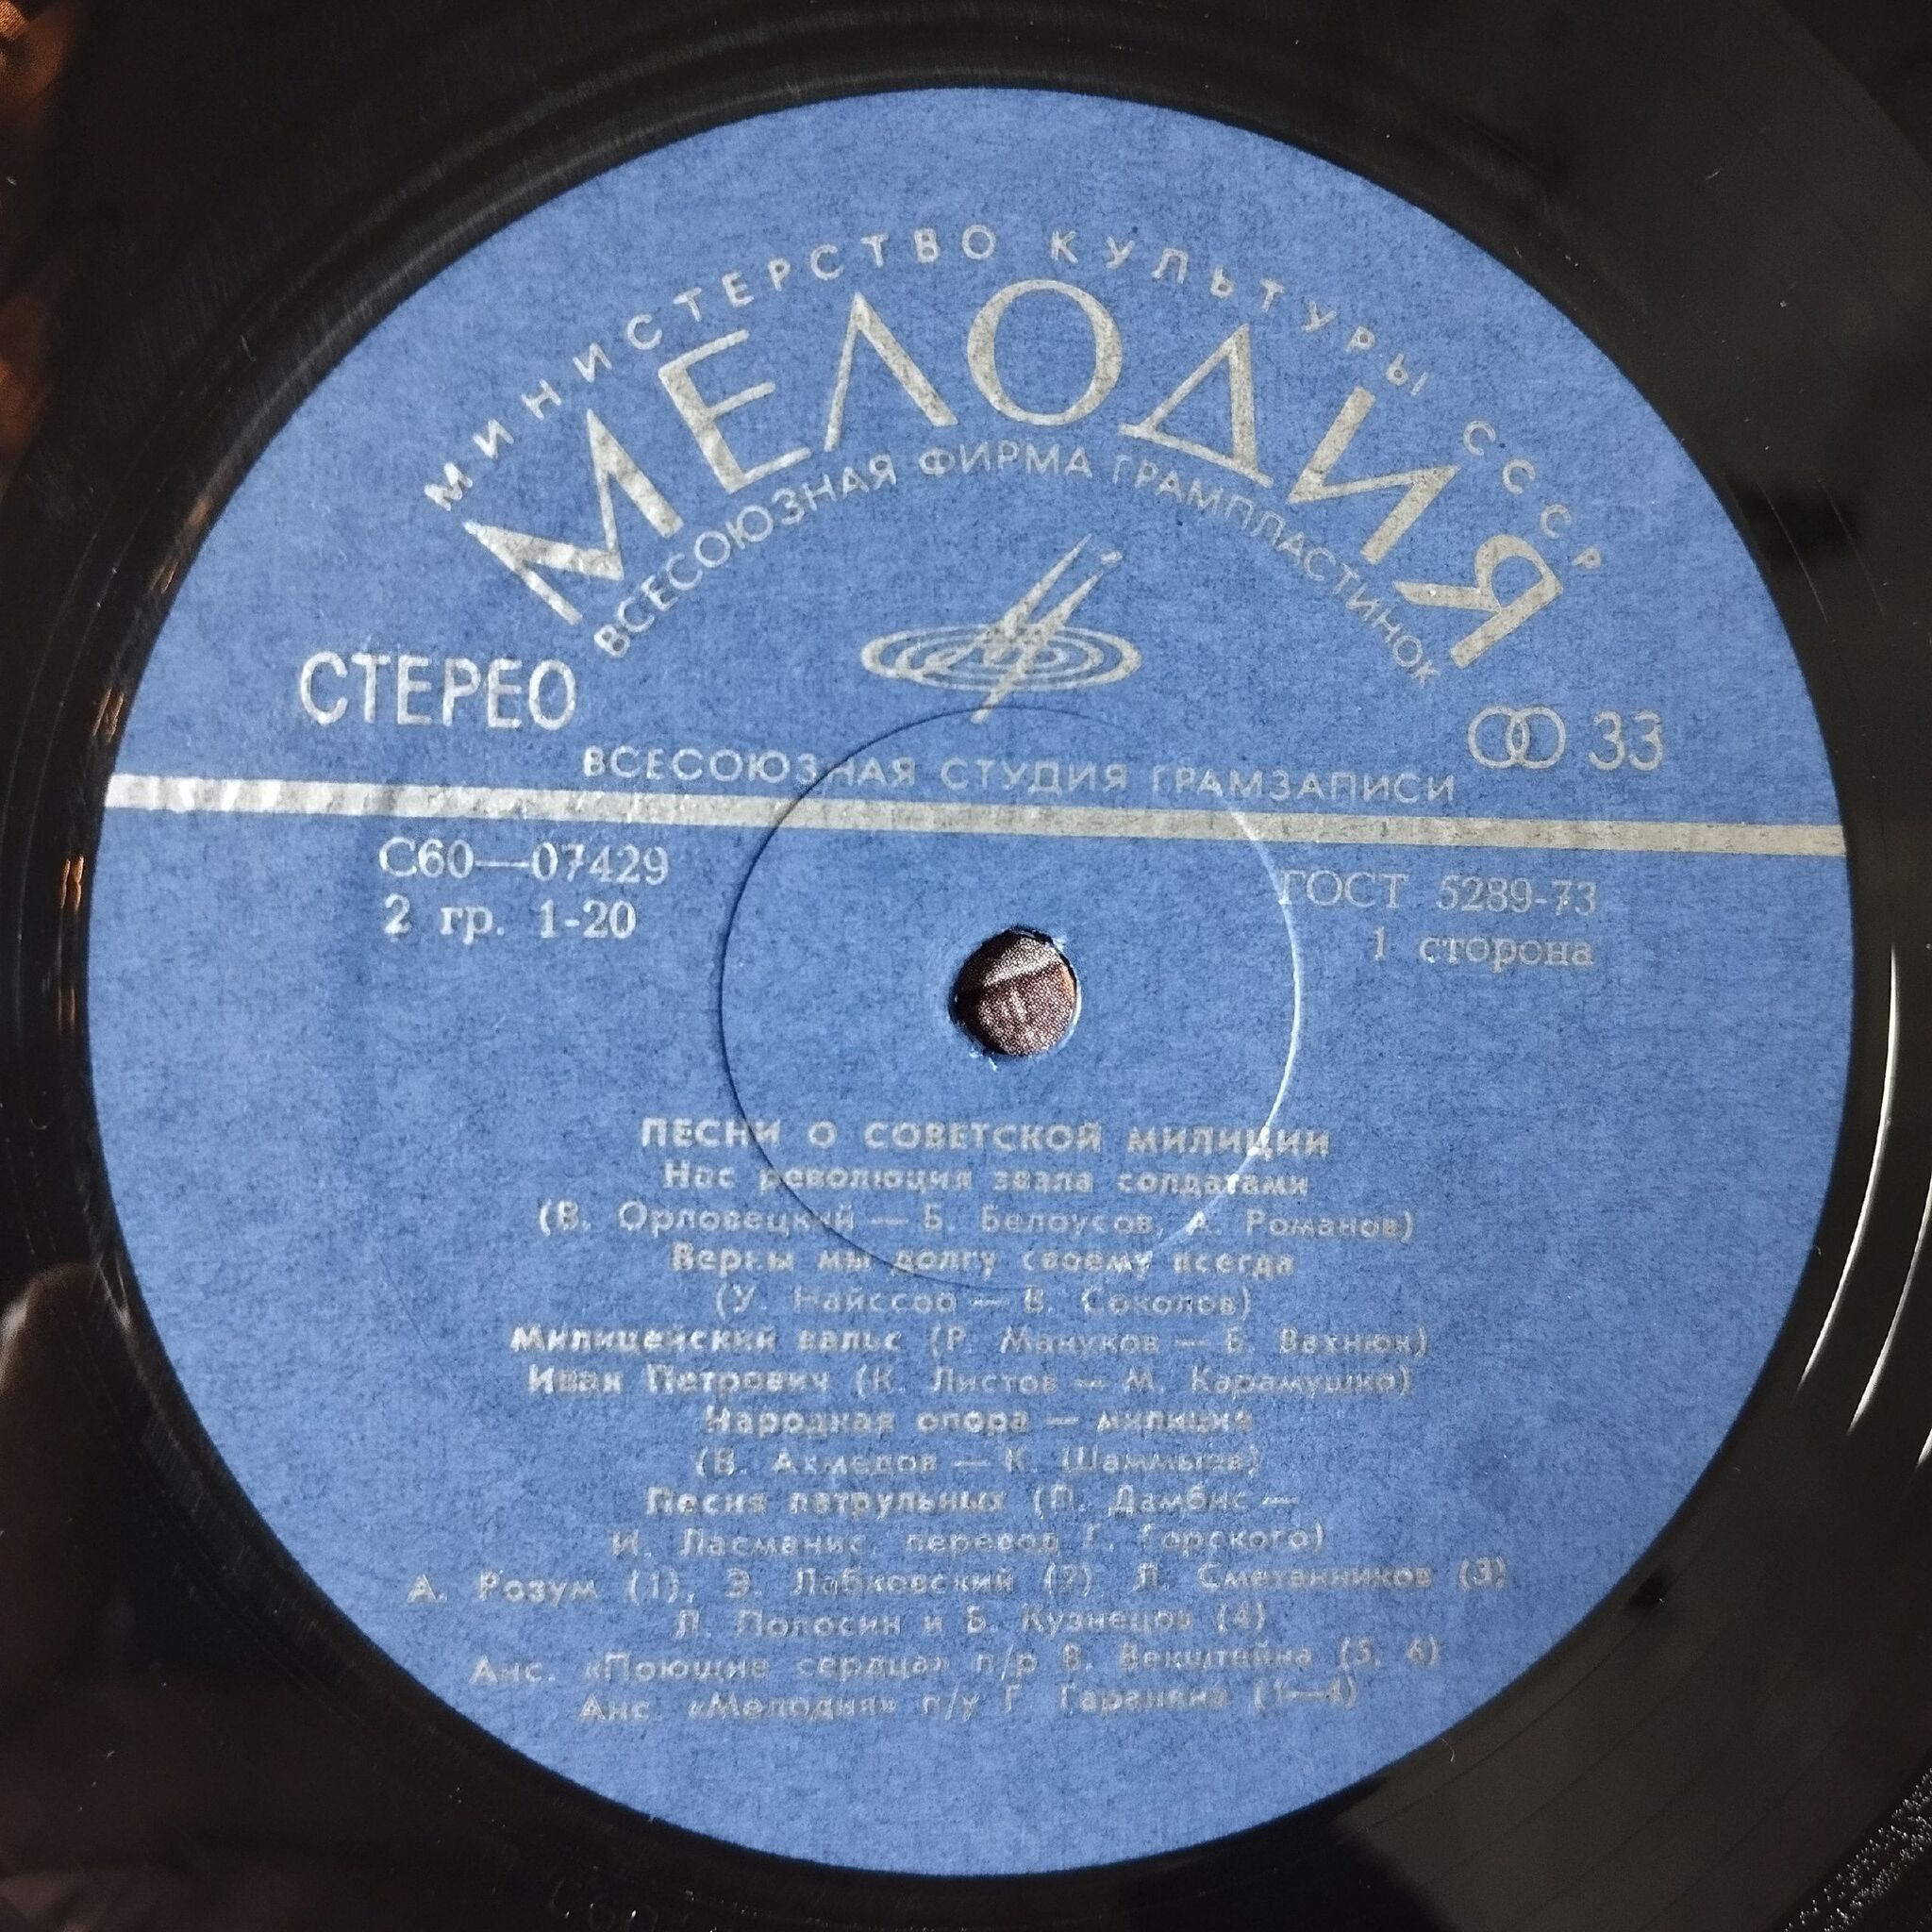 МИНИСТЕРСТВО КУЛЬТУРЫ СССР
МЕЛОДИЯ
ВСЕСОЮЗНАЯ ФИРМА ГРАМПЛАСТИНОК
СТЕРЕО
33
ВСЕСОЮЗНАЯ СТУДИЯ ГРАМЗАПИСИ
С60—07429
ГОСТ 5289-73
2 гр. 1-20
1 сторона
ПЕСНИ О СОВЕТСКОЙ МИЛИЦИИ
Нас революция звала солдатами
(В. Орловецкий — Б. Белоусов, А. Романов)
Верны мы долгу своему всегда
(У. Найссоо — В. Соколов)
Милицейский вальс (Р. Мануков — Б. Вахнюк)
Иван Петрович (К. Листов — М. Карамушко)
Народная опора — милиция
(В. Ахмедов — К. Шаммыев)
Песня патрульных (П. Дамбис —
И. Ласманис, перевод Г. Горского)
А. Розум (1), Э. Лабковский (2), Л. Сметанников (3)
Л. Полосин и Б. Кузнецов (4)
Анс. «Поющие сердца» п/р В. Векштейна (5, 6)
Анс. «Мелодия» п/у Г. Гараняна (1—4)